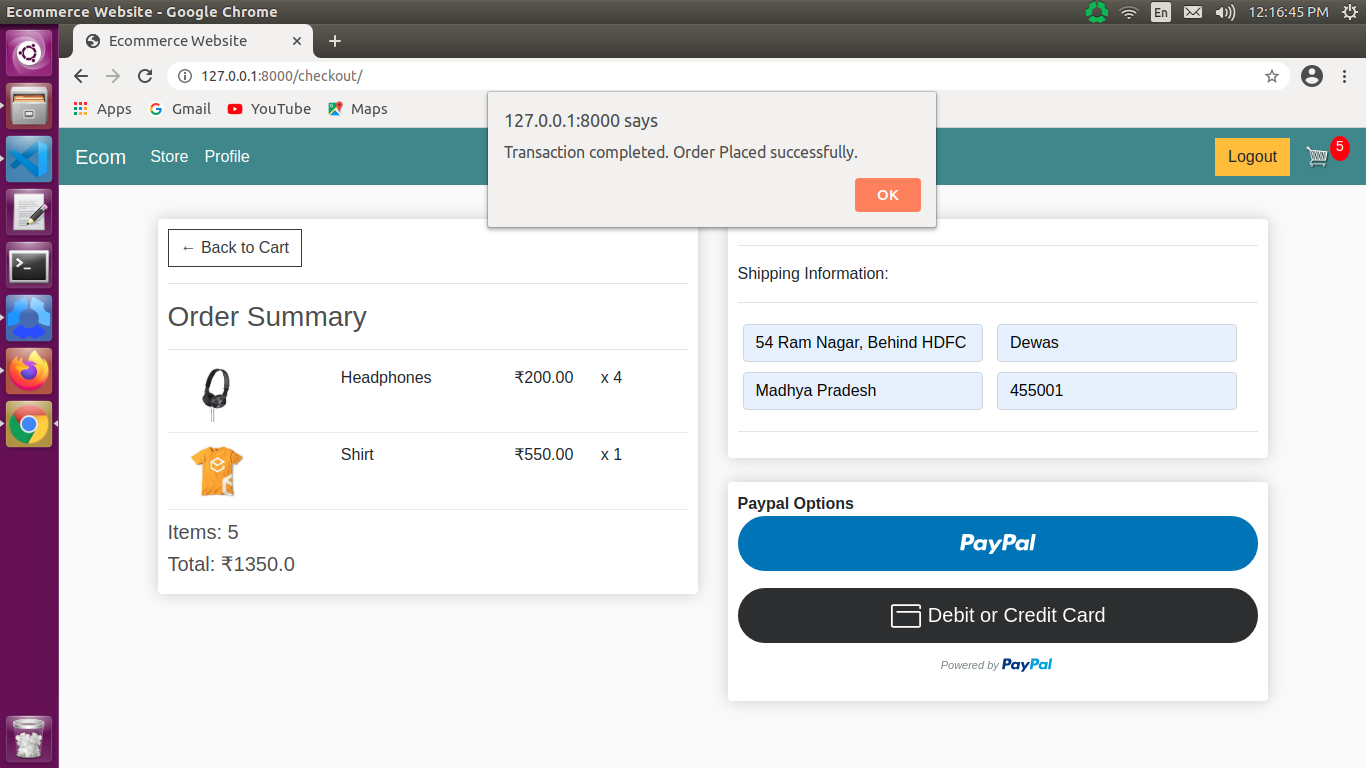 Ecommerce Website - Google Chrome
En
12:16:45 PM
Ecommerce Website
127.0.0.1:8000/checkout/
Apps
Gmail
YouTube
Maps
127.0.0.1:8000 says
Transaction completed. Order Placed successfully.
OK
Ecom
Store
Profile
Logout
5
← Back to Cart
Order Summary
Headphones ₹200.00 x 4
Shirt ₹550.00 x 1
Items: 5
Total: ₹1350.0
Shipping Information:
54 Ram Nagar, Behind HDFC
Dewas
Madhya Pradesh
455001
Paypal Options
PayPal
Debit or Credit Card
Powered by PayPal